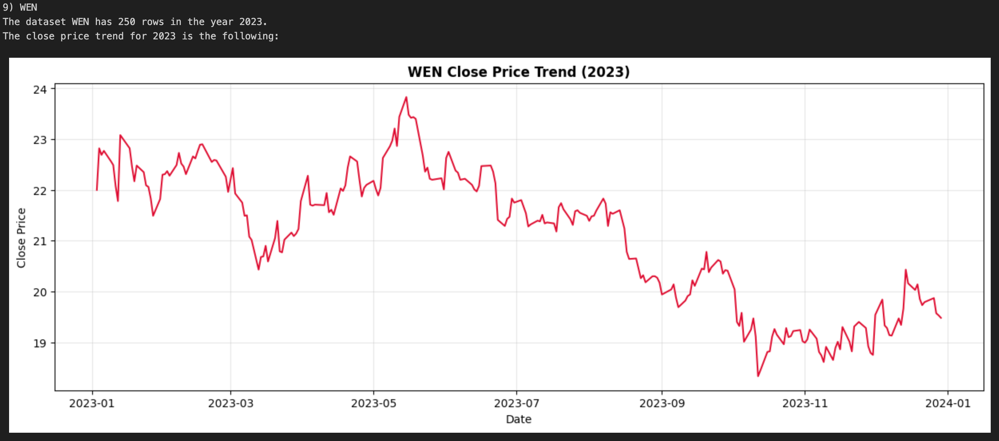 9) WEN
The dataset WEN has 250 rows in the year 2023.
The close price trend for 2023 is the following:
WEN Close Price Trend (2023)
24
23
22
21
20
19
Close Price
2023-01
2023-03
2023-05
2023-07
2023-09
2023-11
2024-01
Date